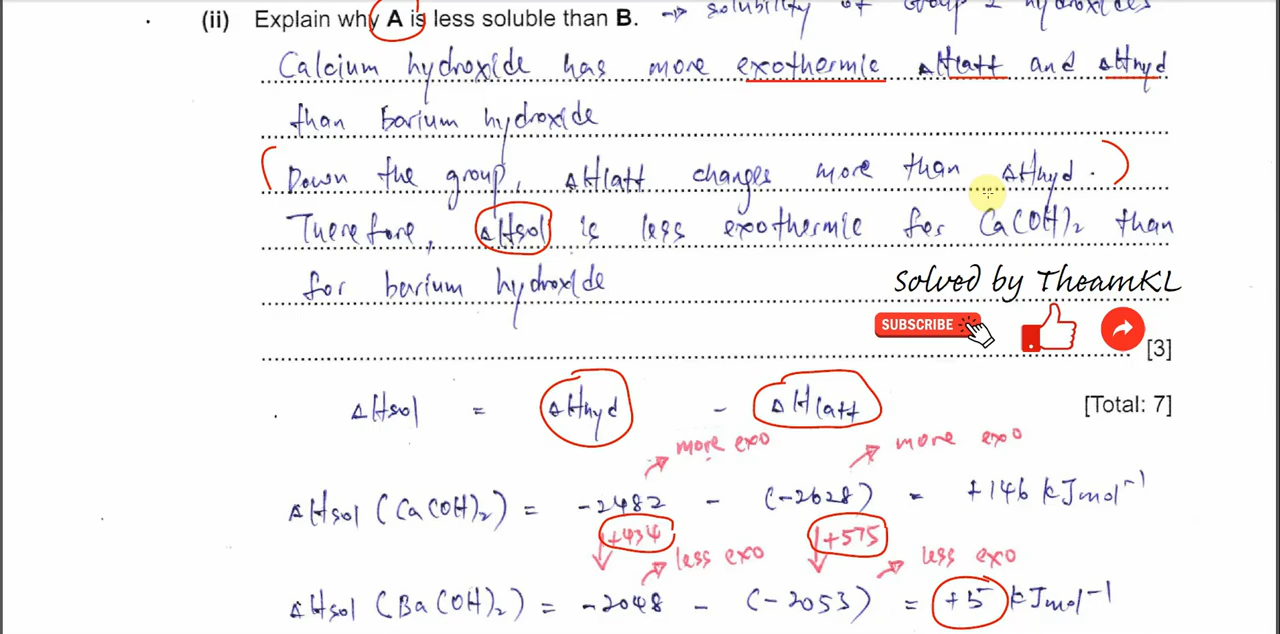 (ii) Explain why A is less soluble than B. → solubility of Group 2 hydroxides
Calcium hydroxide has more exothermic ΔHlatt and ΔHhyd
than barium hydroxide
(Down the group, ΔHlatt changes more than ΔHhyd.)
Therefore, ΔHsol is less exothermic for Ca(OH)2 than
for barium hydroxide
Solved by TheamKL
SUBSCRIBE
[3]
ΔHsol = ΔHhyd - ΔHlatt
[Total: 7]
more exo more exo
ΔHsol (Ca(OH)2) = -2482 - (-2628) = +146 kJmol-1
+434 +575
less exo less exo
ΔHsol (Ba(OH)2) = -2048 - (-2053) = +5 kJmol-1